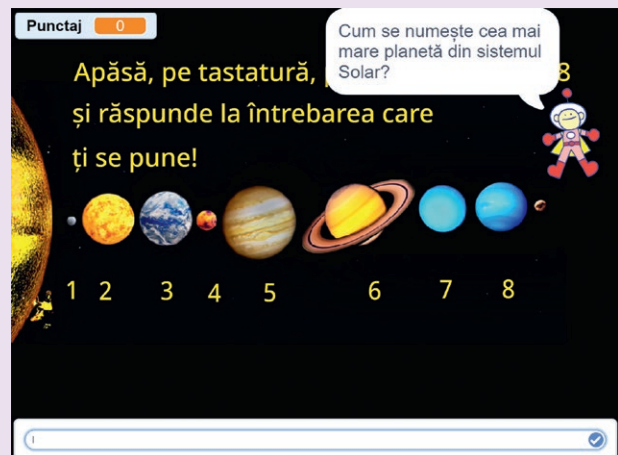 Punctaj 0
Cum se numește cea mai
mare planetă din sistemul
Solar?
Apăsă, pe tastatură, 8
și răspunde la întrebarea care
ți se pune!
1 2 3 4 5 6 7 8